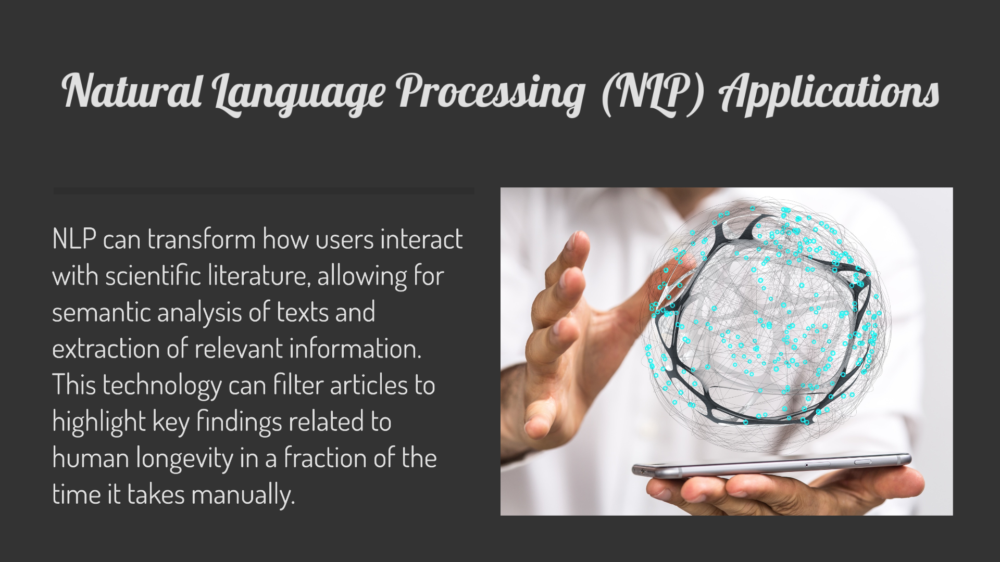 Natural Language Processing (NLP) Applications
NLP can transform how users interact
with scientific literature, allowing for
semantic analysis of texts and
extraction of relevant information.
This technology can filter articles to
highlight key findings related to
human longevity in a fraction of the
time it takes manually.